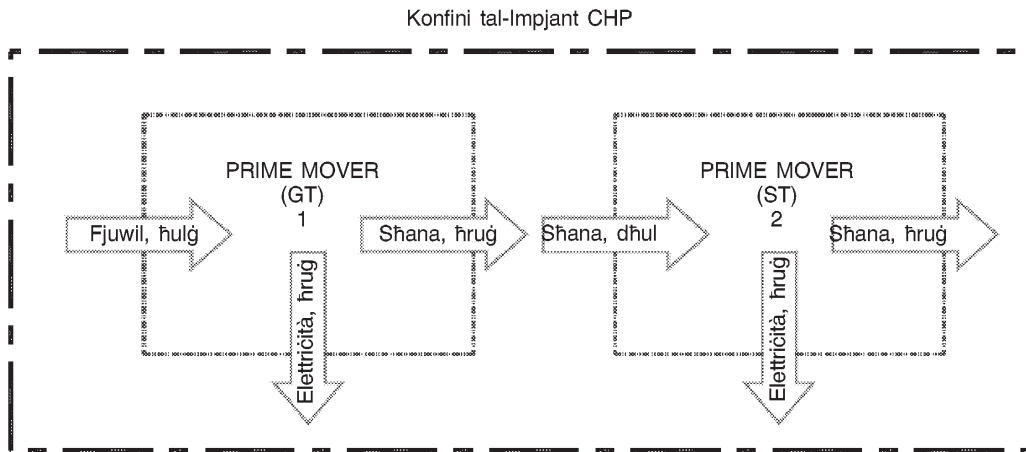 Konfini tal-Impjant CHP
PRIME MOVER
(GT)
1
Fjuwil, ħulġ
Sħana, ħruġ
Elettriċità, ħruġ
PRIME MOVER
(ST)
2
Sħana, dħul
Sħana, ħruġ
Elettriċità, ħruġ